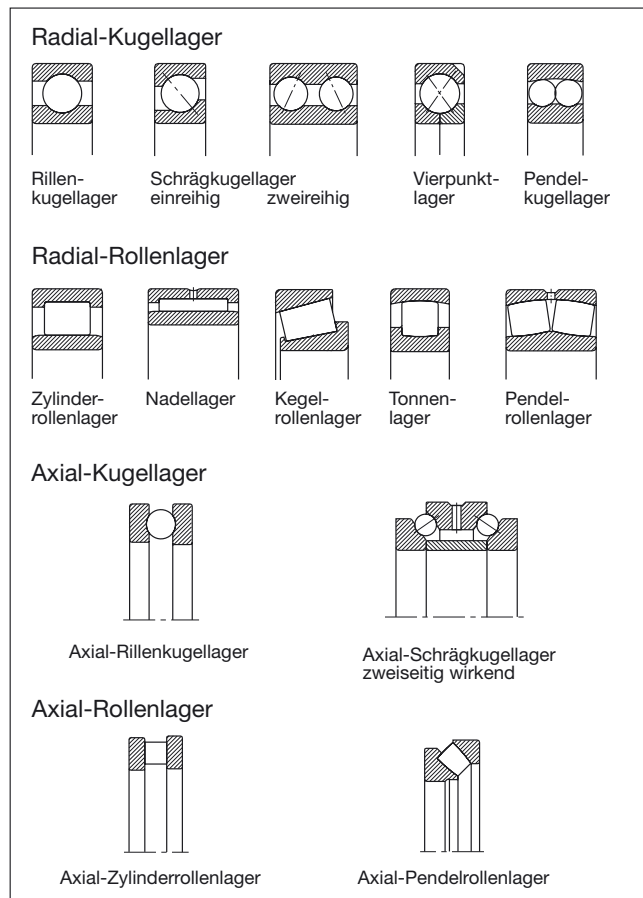 Radial-Kugellager
Rillen-
kugellager
Schrägkugellager
einreihig zweireihig
Vierpunkt-
lager
Pendel-
kugellager
Radial-Rollenlager
Zylinder-
rollenlager
Nadellager
Kegel-
rollenlager
Tonnen-
lager
Pendel-
rollenlager
Axial-Kugellager
Axial-Rillenkugellager
Axial-Schrägkugellager
zweiseitig wirkend
Axial-Rollenlager
Axial-Zylinderrollenlager
Axial-Pendelrollenlager